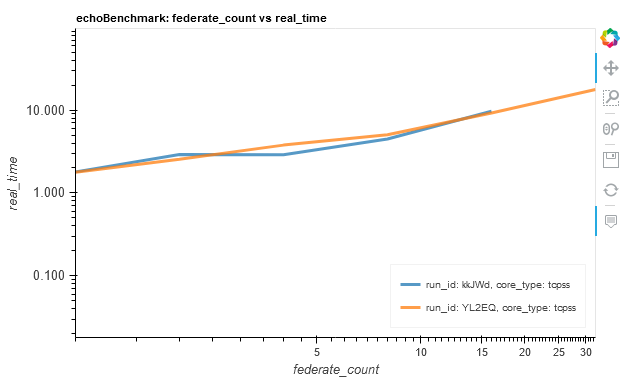 echoBenchmark: federate_count vs real_time
10.000
1.000
0.100
real_time
run_id: kkJWd, core_type: tcpss
run_id: YL2EQ, core_type: tcpss
5
10
15
20
25
30
federate_count